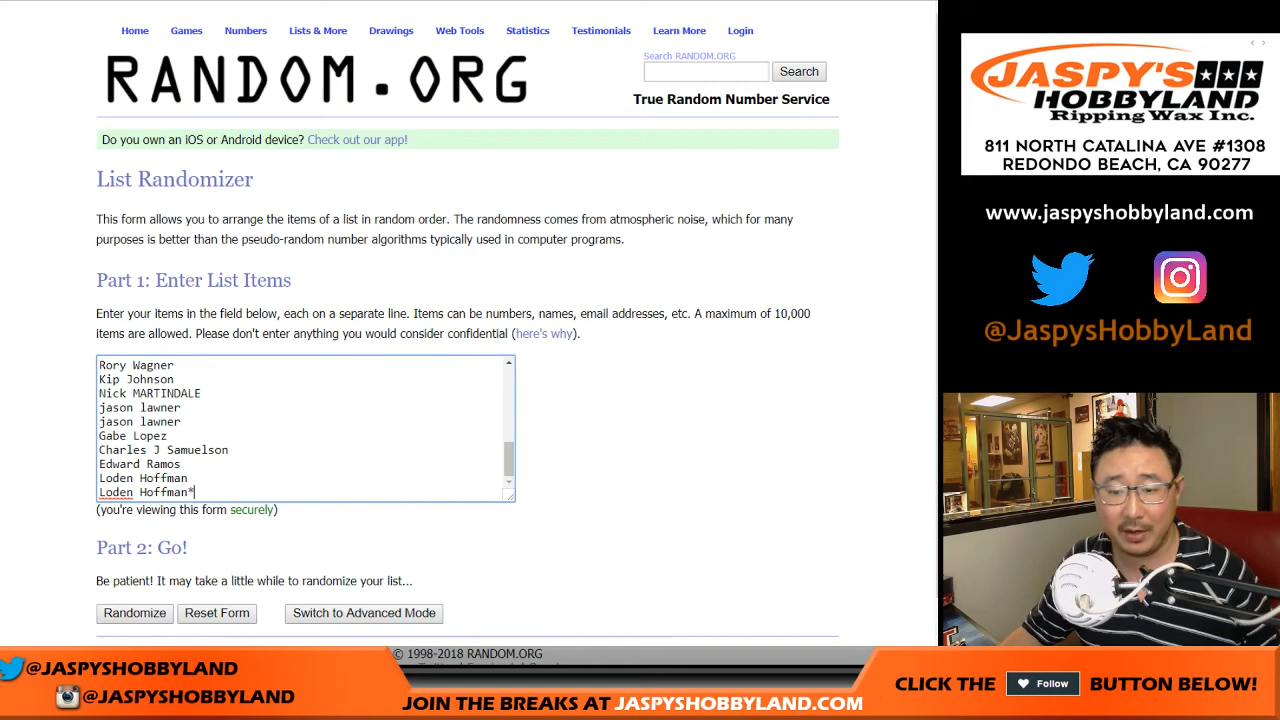 Home Games Numbers Lists & More Drawings Web Tools Statistics Testimonials Learn More Login
RANDOM.ORG
Search RANDOM.ORG
Search
True Random Number Service
Do you own an iOS or Android device? Check out our app!
List Randomizer
This form allows you to arrange the items of a list in random order. The randomness comes from atmospheric noise, which for many
purposes is better than the pseudo-random number algorithms typically used in computer programs.
Part 1: Enter List Items
Enter your items in the field below, each on a separate line. Items can be numbers, names, email addresses, etc. A maximum of 10,000
items are allowed. Please don't enter anything you would consider confidential (here's why).
Rory Wagner
Kip Johnson
Nick MARTINDALE
jason lawner
jason lawner
Gabe Lopez
Charles J Samuelson
Edward Ramos
Loden Hoffman
Loden Hoffman*
(you're viewing this form securely)
Part 2: Go!
Be patient! It may take a little while to randomize your list...
Randomize Reset Form Switch to Advanced Mode
© 1998-2018 RANDOM.ORG
JASPY'S
HOBBYLAND
Ripping Wax Inc.
811 NORTH CATALINA AVE #1308
REDONDO BEACH, CA 90277
www.jaspyshobbyland.com
@JaspysHobbyLand
@JASPYSHOBBYLAND
@JASPYSHOBBYLAND
JOIN THE BREAKS AT JASPYSHOBBYLAND.COM
CLICK THE Follow BUTTON BELOW!